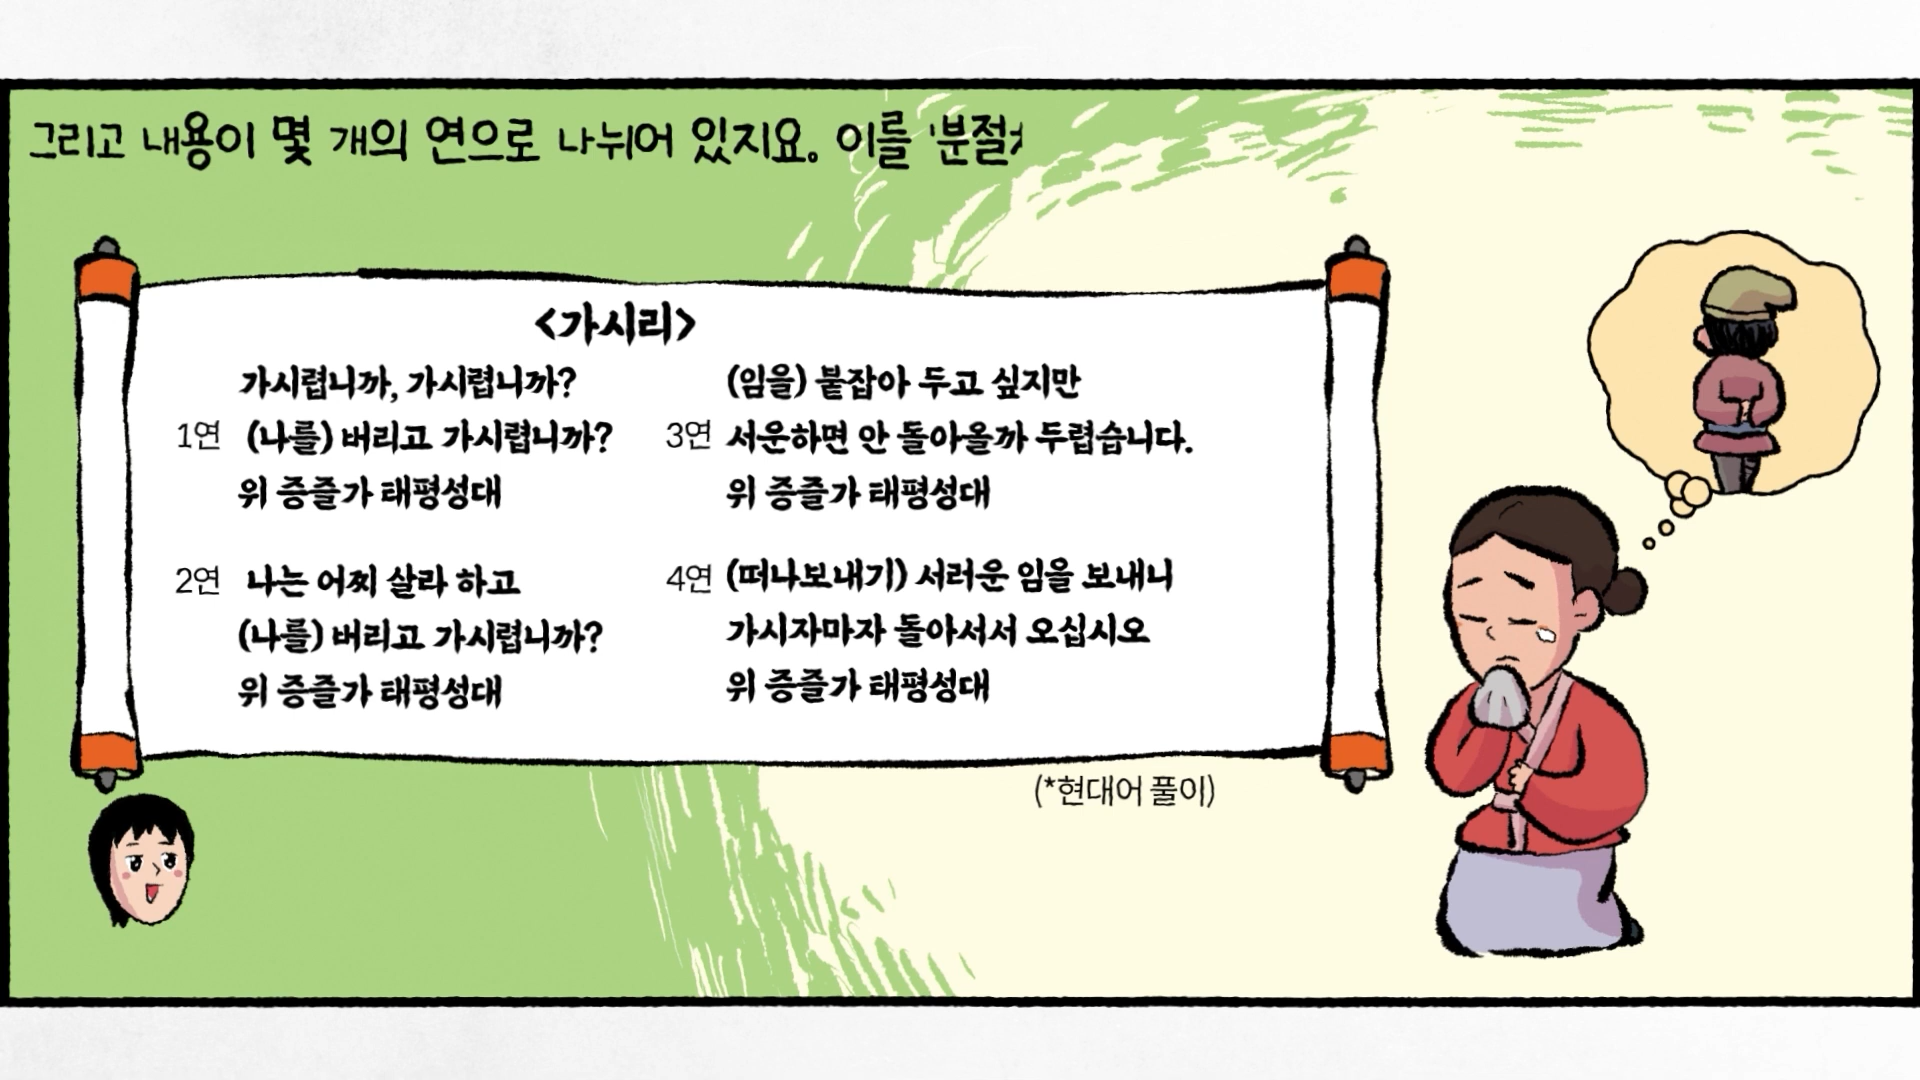 그리고 내용이 몇 개의 연으로 나뉘어 있지요. 이를 '분절
<가시리>
1연
가시렵니까, 가시렵니까?
(나를) 버리고 가시렵니까?
위 증즐가 태평성대
2연
나는 어찌 살라 하고
(나를) 버리고 가시렵니까?
위 증즐가 태평성대
3연
(임을) 붙잡아 두고 싶지만
서운하면 안 돌아올까 두렵습니다.
위 증즐가 태평성대
4연
(떠나보내기) 서러운 임을 보내니
가시자마자 돌아서서 오십시오
위 증즐가 태평성대
(*현대어 풀이)